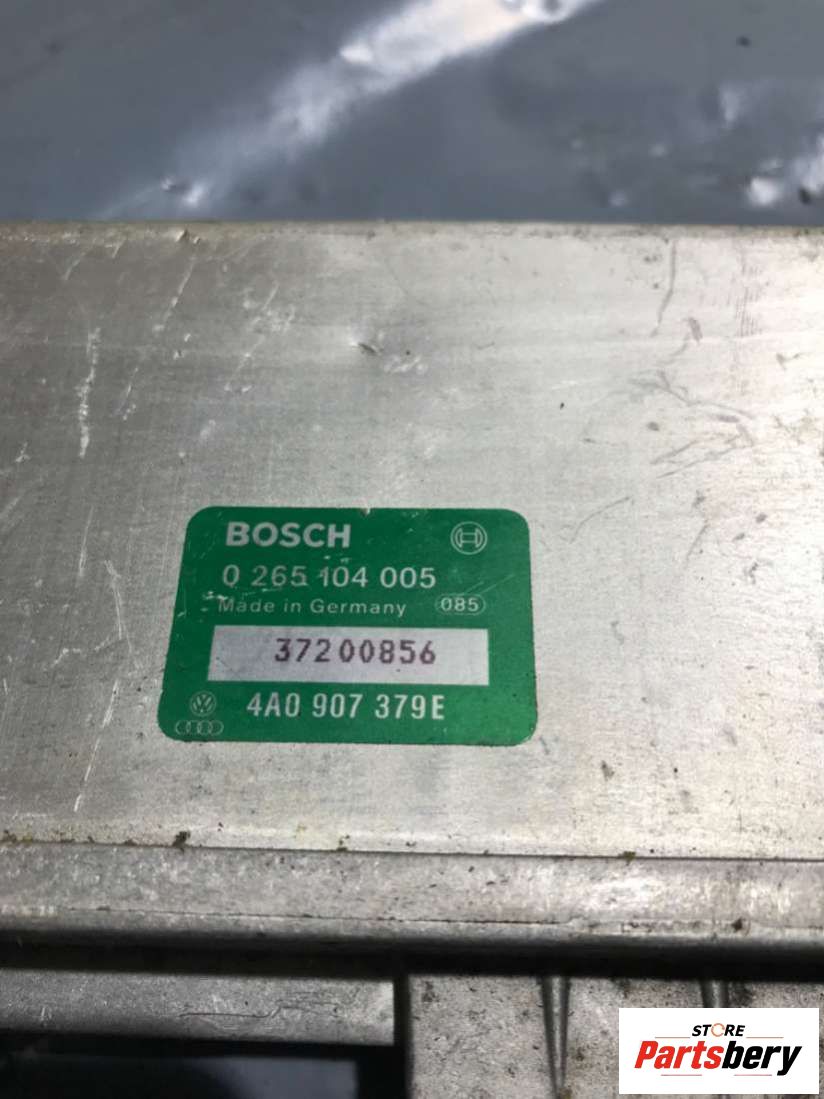 BOSCH
0 265 104 005
Made in Germany 085
37200856
4A0 907 379E
STORE
Partsbery